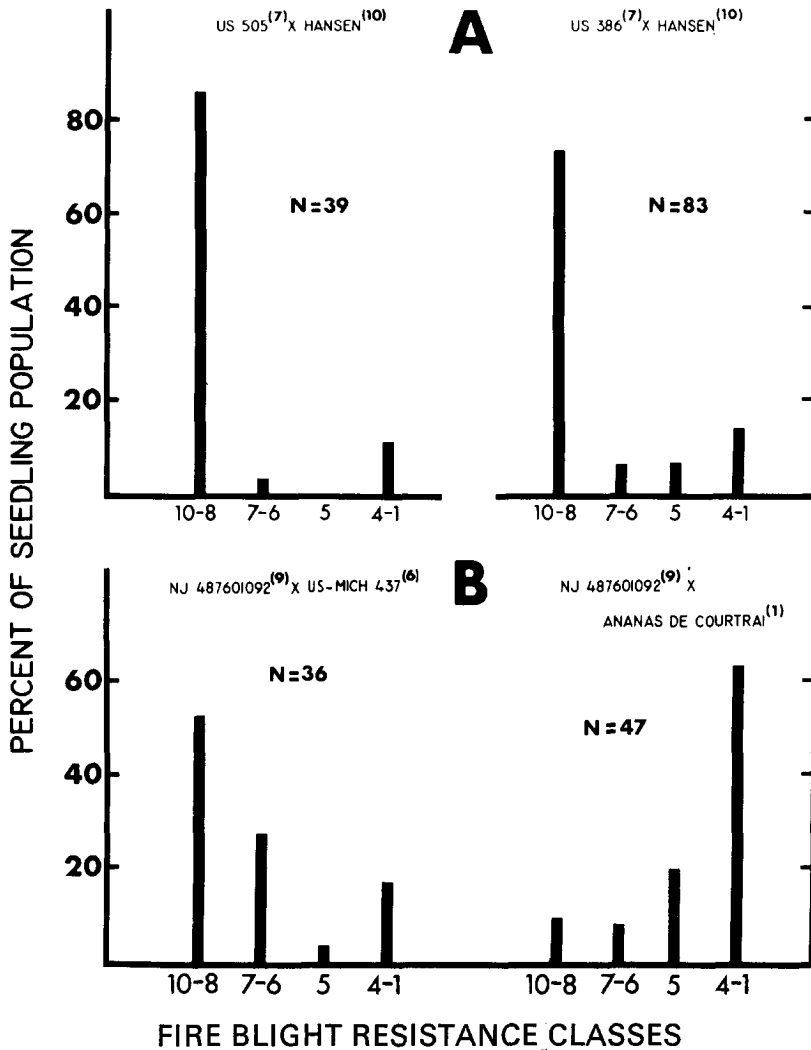 US 505(7) X HANSEN(10)
A
US 386(7) X HANSEN(10)
80
60
40
20
N=39
N=83
10-8 7-6 5 4-1
10-8 7-6 5 4-1
NJ 487601092(9) X US-MICH 437(6)
B
NJ 487601092(9) X
ANANAS DE COURTRAI(1)
60
40
20
N=36
N=47
10-8 7-6 5 4-1
10-8 7-6 5 4-1
PERCENT OF SEEDLING POPULATION
FIRE BLIGHT RESISTANCE CLASSES